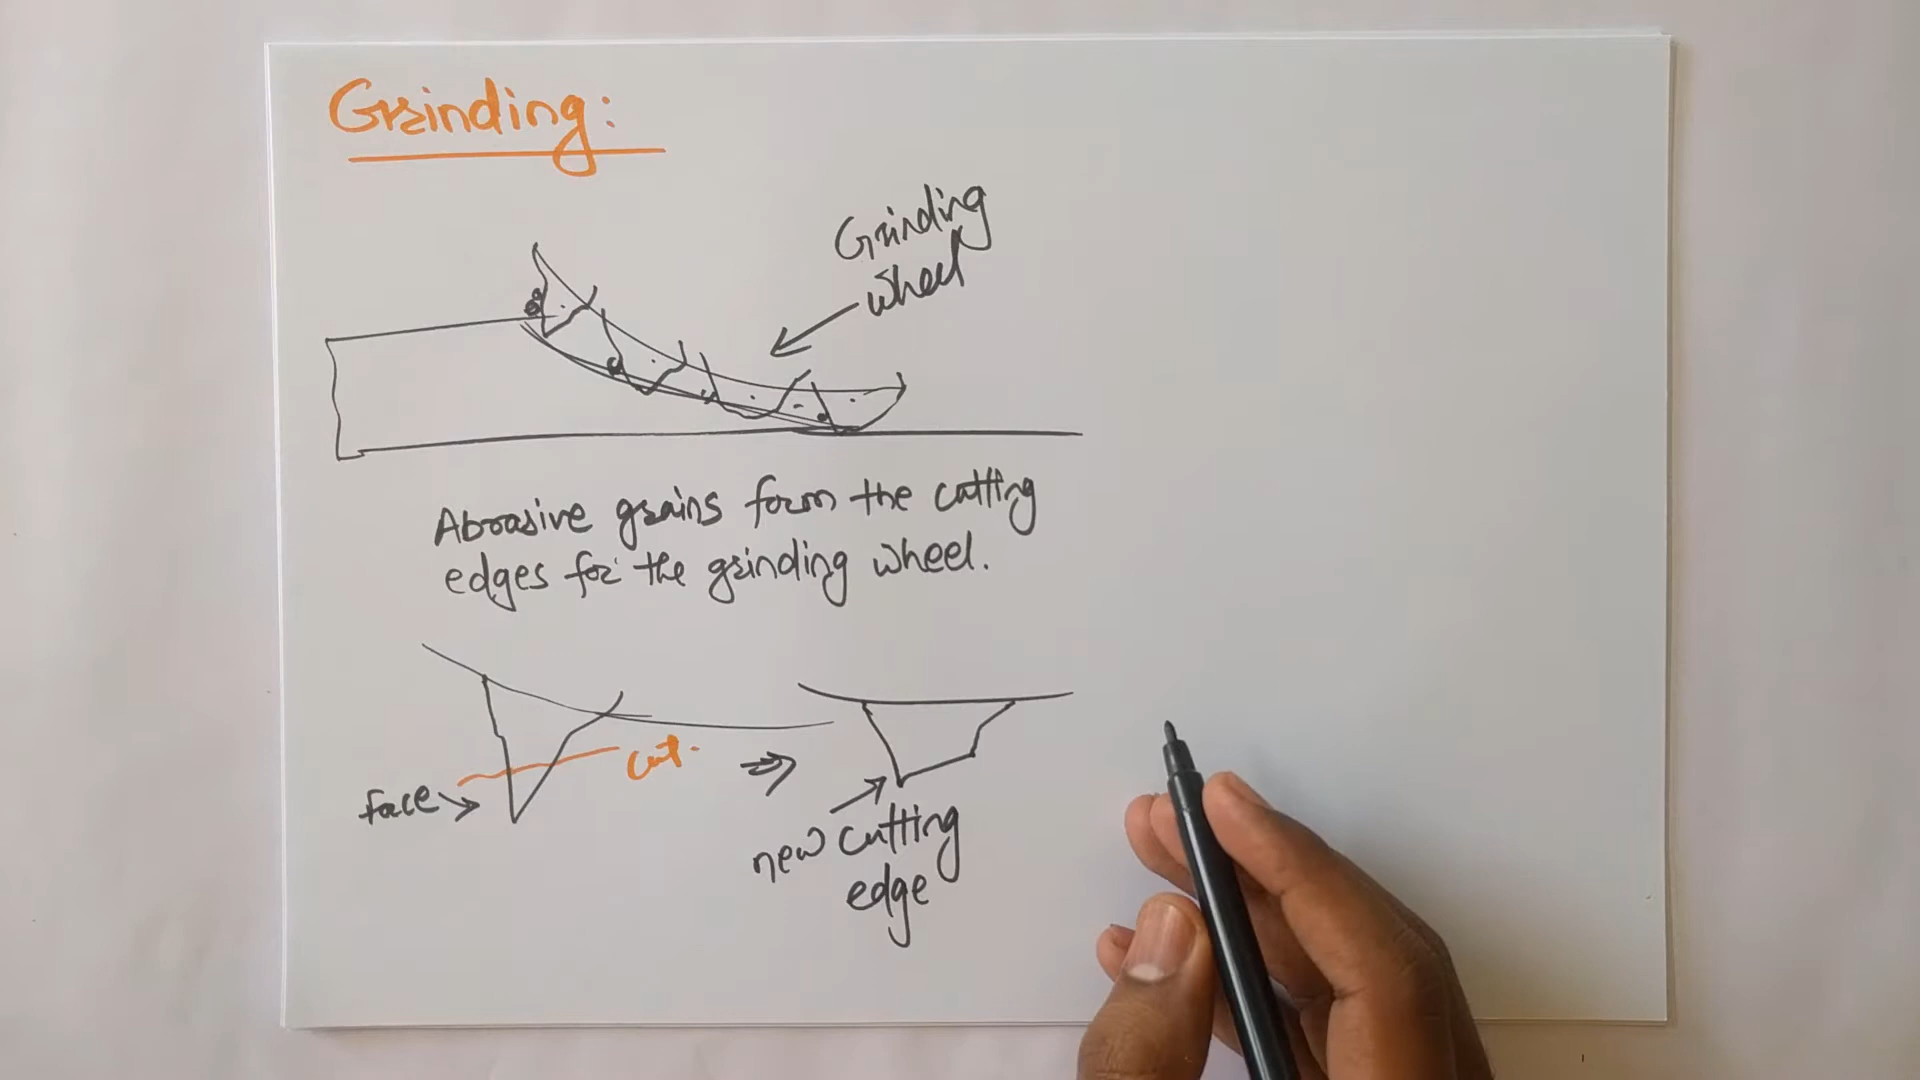 Grinding:
Grinding
wheel
Abrasive grains form the cutting
edges for the grinding wheel.
cut.
face
new cutting
edge